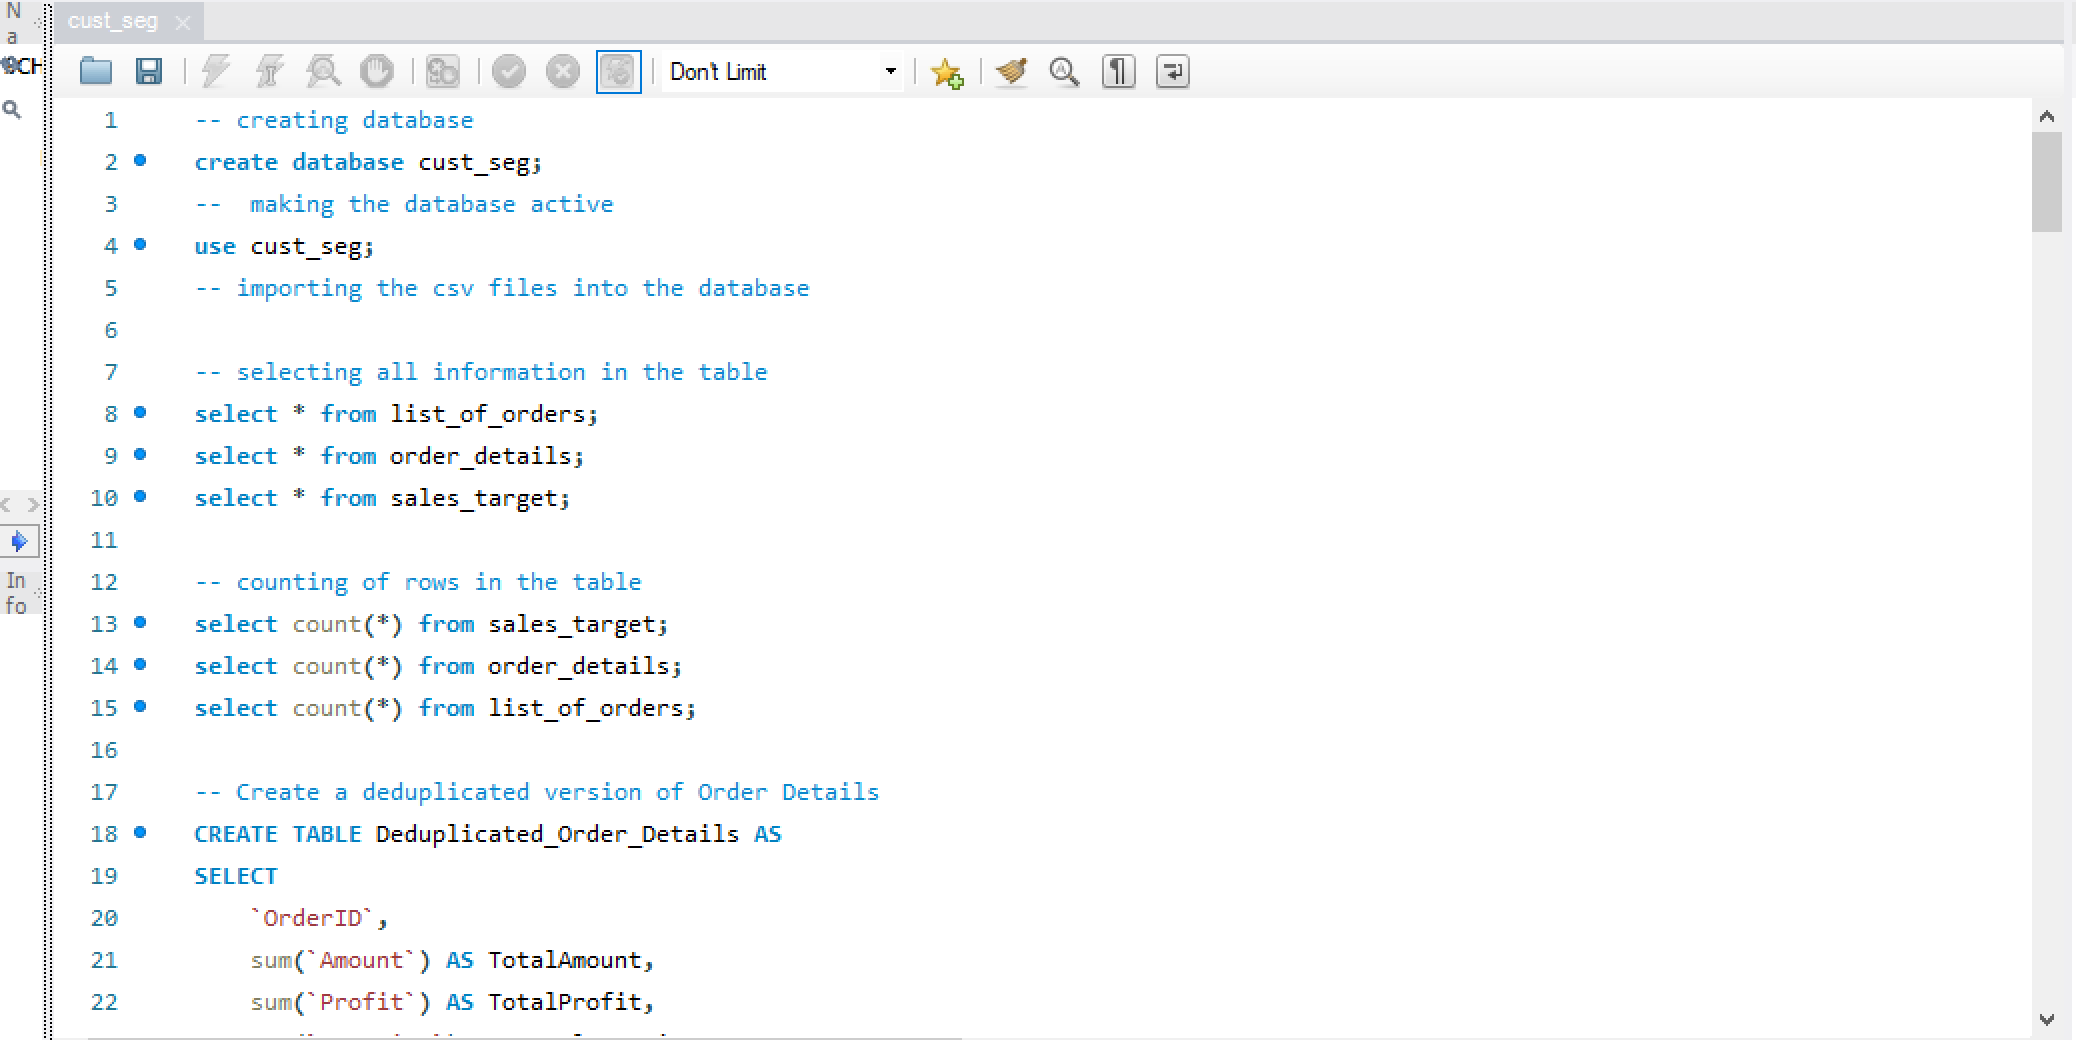 N
a
cust_seg
SCH
Don't Limit
1 -- creating database
2 create database cust_seg;
3 --  making the database active
4 use cust_seg;
5 -- importing the csv files into the database
6
7 -- selecting all information in the table
8 select * from list_of_orders;
9 select * from order_details;
10 select * from sales_target;
11
12 -- counting of rows in the table
13 select count(*) from sales_target;
14 select count(*) from order_details;
15 select count(*) from list_of_orders;
16
17 -- Create a deduplicated version of Order Details
18 CREATE TABLE Deduplicated_Order_Details AS
19 SELECT
20 `OrderID`,
21 sum(`Amount`) AS TotalAmount,
22 sum(`Profit`) AS TotalProfit,
In
fo